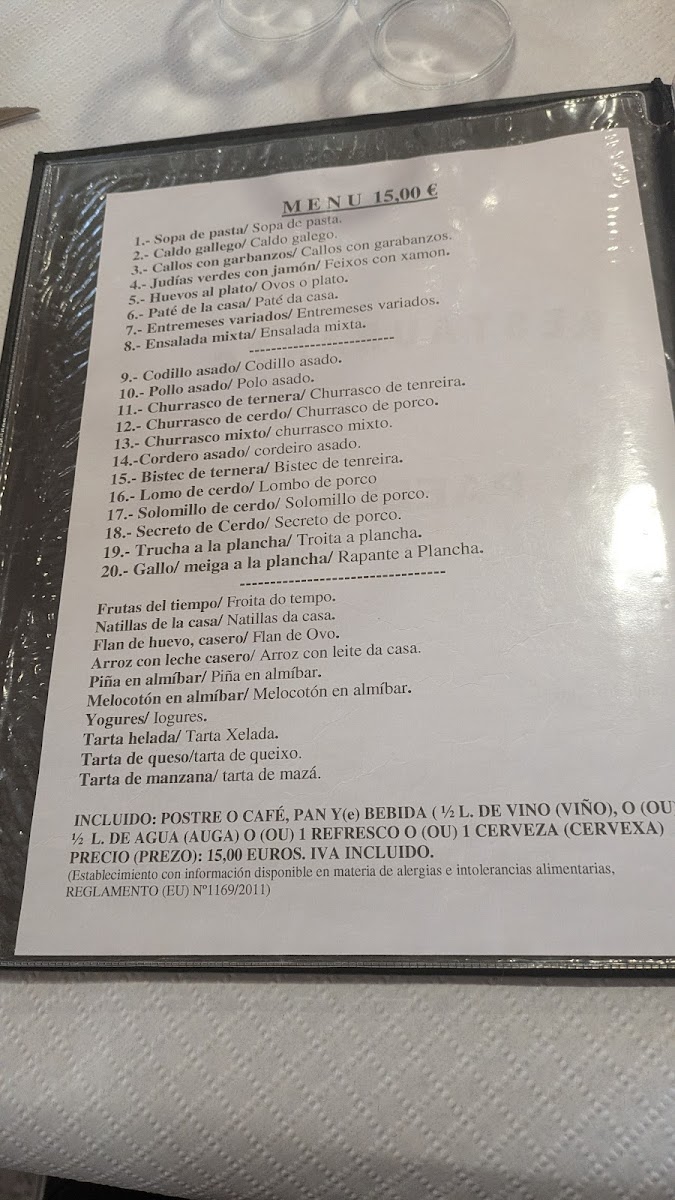 MENU 15,00 €
1.- Sopa de pasta/ Sopa de pasta.
2.- Caldo gallego/ Caldo galego.
3.- Callos con garbanzos/ Callos con garabanzos.
4.- Judías verdes con jamón/ Feixos con xamon.
5.- Huevos al plato/ Ovos o plato.
6.- Paté de la casa/ Paté da casa.
7.- Entremeses variados/ Entremeses variados.
8.- Ensalada mixta/ Ensalada mixta.
--------------------------
9.- Codillo asado/ Codillo asado.
10.- Pollo asado/ Polo asado.
11.- Churrasco de ternera/ Churrasco de tenreira.
12.- Churrasco de cerdo/ Churrasco de porco.
13.- Churrasco mixto/ churrasco mixto.
14.-Cordero asado/ cordeiro asado.
15.- Bistec de ternera/ Bistec de tenreira.
16.- Lomo de cerdo/ Lombo de porco
17.- Solomillo de cerdo/ Solomillo de porco.
18.- Secreto de Cerdo/ Secreto de porco.
19.- Trucha a la plancha/ Troita a plancha.
20.- Gallo/ meiga a la plancha/ Rapante a Plancha.
----------------------------------
Frutas del tiempo/ Froita do tempo.
Natillas de la casa/ Natillas da casa.
Flan de huevo, casero/ Flan de Ovo.
Arroz con leche casero/ Arroz con leite da casa.
Piña en almíbar/ Piña en almíbar.
Melocotón en almíbar/ Melocotón en almíbar.
Yogures/ Iogures.
Tarta helada/ Tarta Xelada.
Tarta de queso/tarta de queixo.
Tarta de manzana/ tarta de mazá.
INCLUIDO: POSTRE O CAFÉ, PAN Y(e) BEBIDA ( ½ L. DE VINO (VIÑO), O (OU)
½ L. DE AGUA (AUGA) O (OU) 1 REFRESCO O (OU) 1 CERVEZA (CERVEXA)
PRECIO (PREZO): 15,00 EUROS. IVA INCLUIDO.
(Establecimiento con información disponible en materia de alergias e intolerancias alimentarias,
REGLAMENTO (EU) Nº1169/2011)